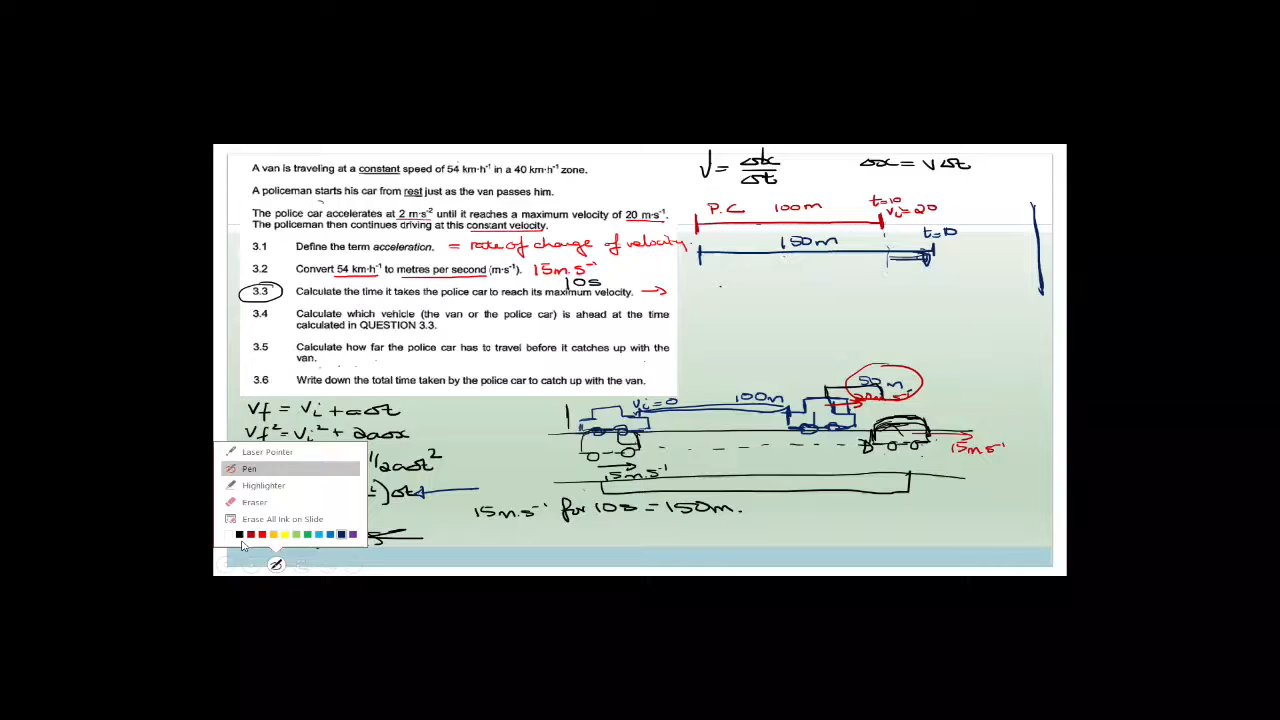 A van is traveling at a constant speed of 54 km·h⁻¹ in a 40 km·h⁻¹ zone.
A policeman starts his car from rest just as the van passes him.
The police car accelerates at 2 m·s⁻² until it reaches a maximum velocity of 20 m·s⁻¹.
The policeman then continues driving at this constant velocity.
3.1 Define the term acceleration. = rate of change of velocity.
3.2 Convert 54 km·h⁻¹ to metres per second (m·s⁻¹). 15m.s⁻¹
10s
3.3 Calculate the time it takes the police car to reach its maximum velocity.
3.4 Calculate which vehicle (the van or the police car) is ahead at the time
calculated in QUESTION 3.3.
3.5 Calculate how far the police car has to travel before it catches up with the
van.
3.6 Write down the total time taken by the police car to catch up with the van.
V = Δx/Δt Δx = VΔt
P.C 100m t=10
Vi=20
150m t=10
Vf = Vi + aΔt
Vf² = Vi² + 2aΔx
½aΔt²
)Δt
Laser Pointer
Pen
Highlighter
Eraser
Erase All Ink on Slide
Vi=0 100m 50m
15m.s⁻¹
15m.s⁻¹
15m.s⁻¹ for 10s = 150m.